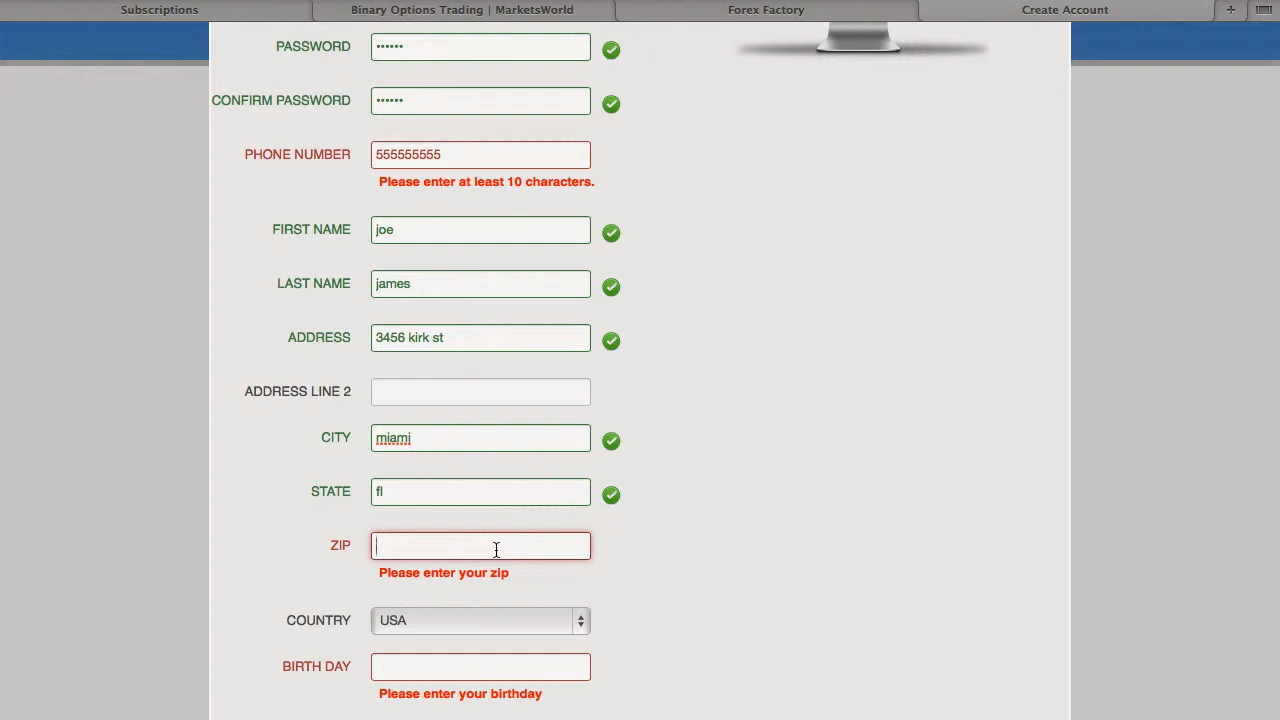 Subscriptions
Binary Options Trading | MarketsWorld
Forex Factory
Create Account
+
PASSWORD ••••••
CONFIRM PASSWORD ••••••
PHONE NUMBER 555555555
Please enter at least 10 characters.
FIRST NAME joe
LAST NAME james
ADDRESS 3456 kirk st
ADDRESS LINE 2
CITY miami
STATE fl
ZIP
Please enter your zip
COUNTRY USA
BIRTH DAY
Please enter your birthday